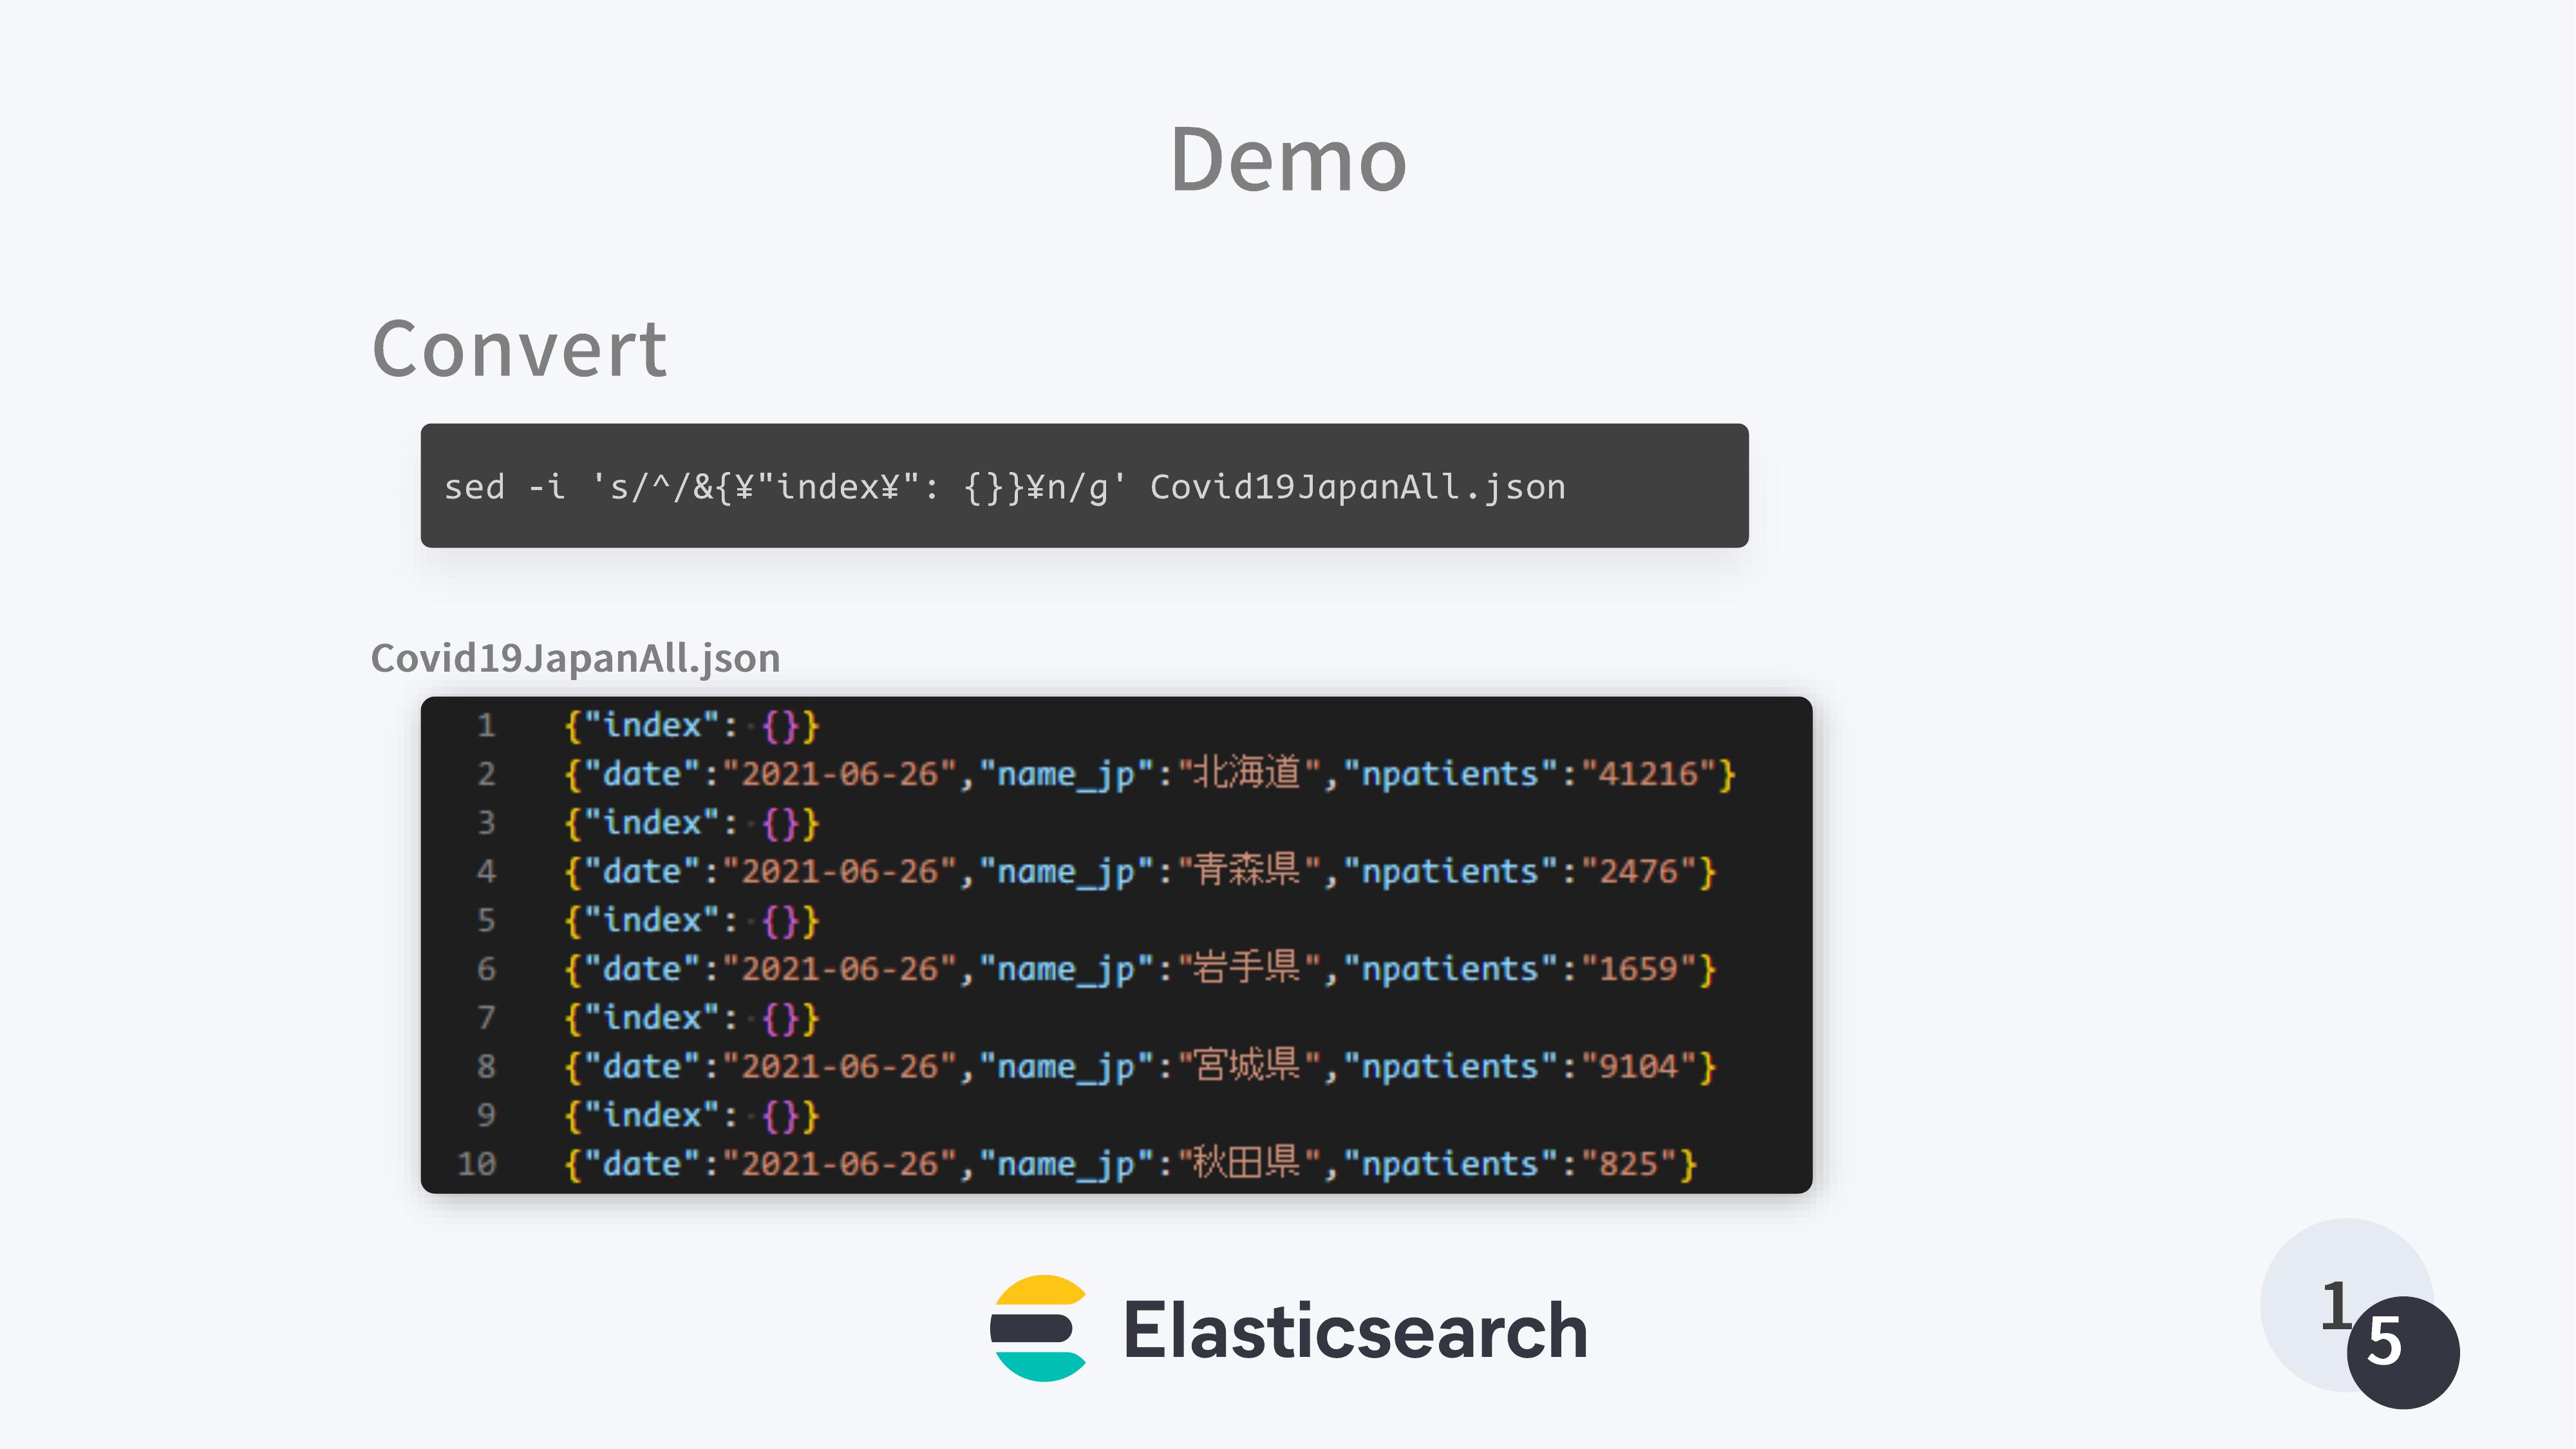 Demo
Convert
sed -i 's/^/&{¥"index¥": {}}¥n/g' Covid19JapanAll.json
Covid19JapanAll.json
1 {"index": {}}
2 {"date":"2021-06-26","name_jp":"北海道","npatients":"41216"}
3 {"index": {}}
4 {"date":"2021-06-26","name_jp":"青森県","npatients":"2476"}
5 {"index": {}}
6 {"date":"2021-06-26","name_jp":"岩手県","npatients":"1659"}
7 {"index": {}}
8 {"date":"2021-06-26","name_jp":"宮城県","npatients":"9104"}
9 {"index": {}}
10 {"date":"2021-06-26","name_jp":"秋田県","npatients":"825"}
Elasticsearch
1
5